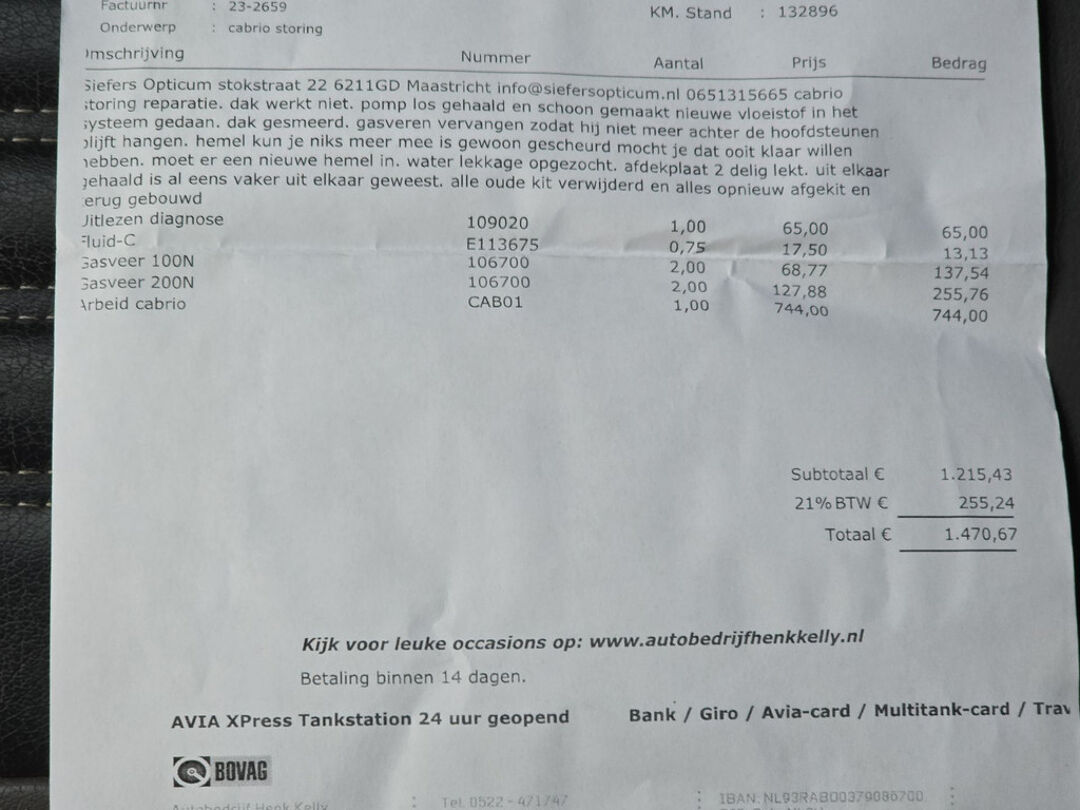 Factuurnr : 23-2659
KM. Stand : 132896
Onderwerp : cabrio storing
mschrijving Nummer Aantal Prijs Bedrag
Siefers Opticum stokstraat 22 6211GD Maastricht info@siefersopticum.nl 0651315665 cabrio
storing reparatie. dak werkt niet. pomp los gehaald en schoon gemaakt nieuwe vloeistof in het
systeem gedaan. dak gesmeerd. gasveren vervangen zodat hij niet meer achter de hoofdsteunen
blijft hangen. hemel kun je niks meer mee is gewoon gescheurd mocht je dat ooit klaar willen
hebben. moet er een nieuwe hemel in. water lekkage opgezocht. afdekplaat 2 delig lekt. uit elkaar
gehaald is al eens vaker uit elkaar geweest. alle oude kit verwijderd en alles opnieuw afgekit en
terug gebouwd
Uitlezen diagnose 109020 1,00 65,00 65,00
Fluid-C E113675 0,75 17,50 13,13
Gasveer 100N 106700 2,00 68,77 137,54
Gasveer 200N 106700 2,00 127,88 255,76
Arbeid cabrio CAB01 1,00 744,00 744,00
Subtotaal € 1.215,43
21% BTW € 255,24
Totaal € 1.470,67
Kijk voor leuke occasions op: www.autobedrijfhenkkelly.nl
Betaling binnen 14 dagen.
AVIA XPress Tankstation 24 uur geopend Bank / Giro / Avia-card / Multitank-card / Trav
BOVAG
Autobedrijf Henk Kelly : Tel. 0522 - 471747 : IBAN: NL93RABO0379086700 :